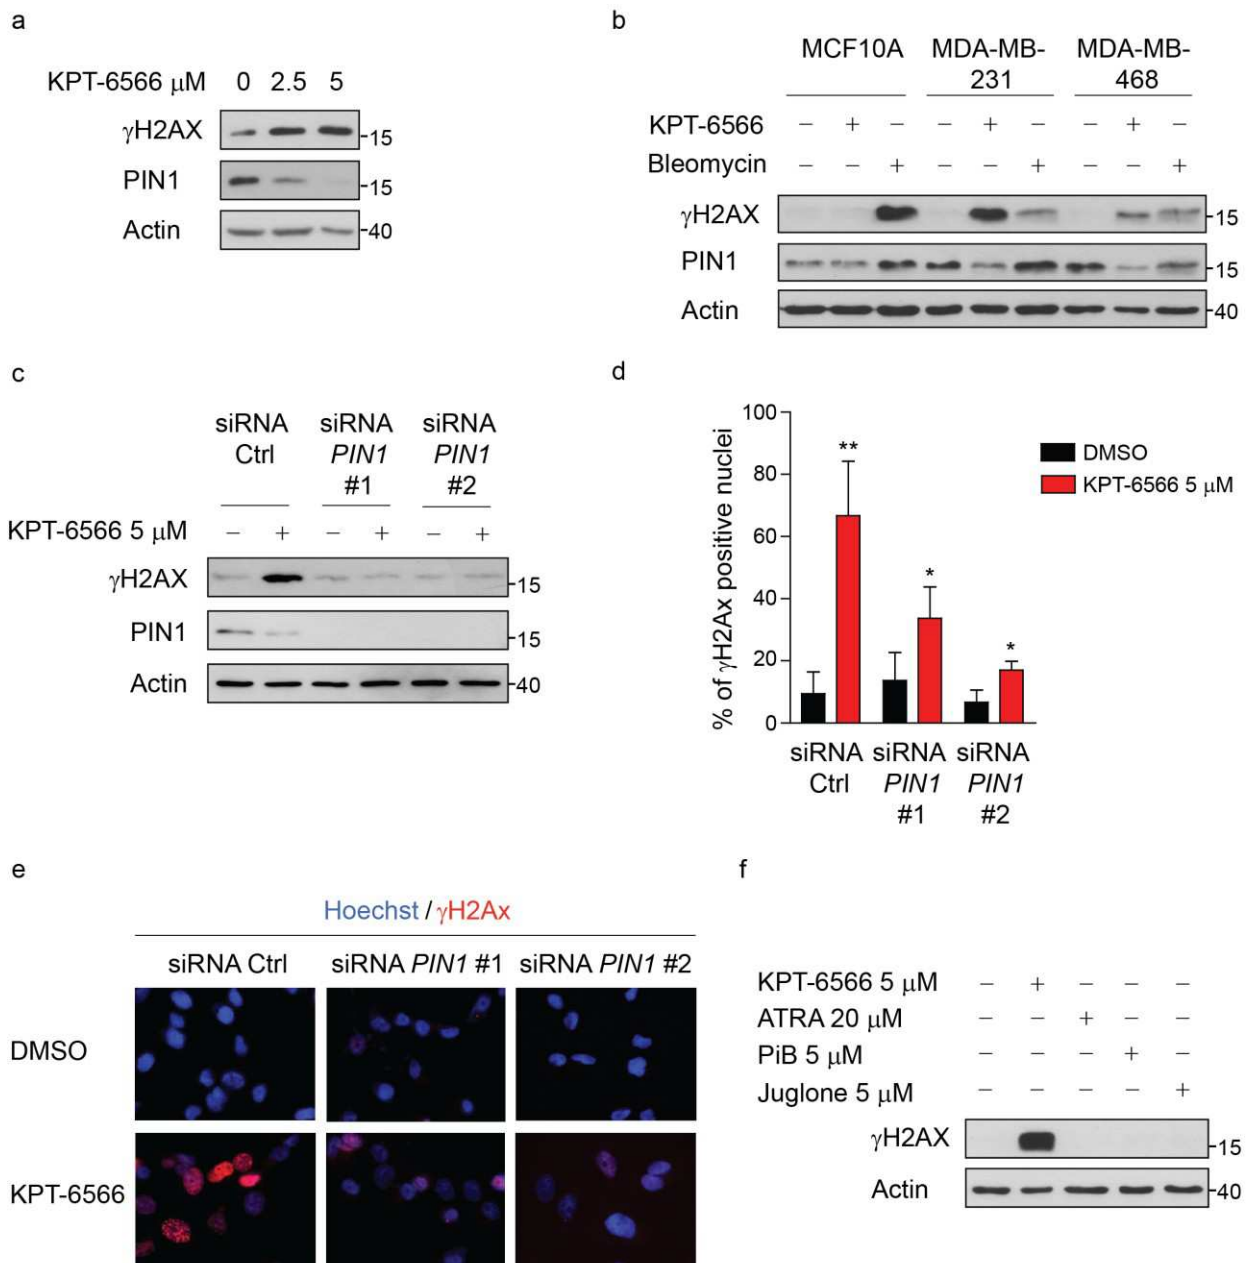 a
KPT-6566 μM 0 2.5 5
γH2AX
-15
PIN1
-15
Actin
-40
b
MCF10A MDA-MB-231 MDA-MB-468
KPT-6566 – + – – + – – + –
Bleomycin – – + – – + – – +
γH2AX
-15
PIN1
-15
Actin
-40
c
siRNA Ctrl siRNA PIN1 #1 siRNA PIN1 #2
KPT-6566 5 μM – + – + – +
γH2AX
-15
PIN1
-15
Actin
-40
d
% of γH2Ax positive nuclei
100
80
60
40
20
0
**
*
*
DMSO
KPT-6566 5 μM
siRNA Ctrl
siRNA PIN1 #1
siRNA PIN1 #2
e
Hoechst / γH2Ax
siRNA Ctrl siRNA PIN1 #1 siRNA PIN1 #2
DMSO
KPT-6566
f
KPT-6566 5 μM – + – – –
ATRA 20 μM – – + – –
PiB 5 μM – – – + –
Juglone 5 μM – – – – +
γH2AX
-15
Actin
-40